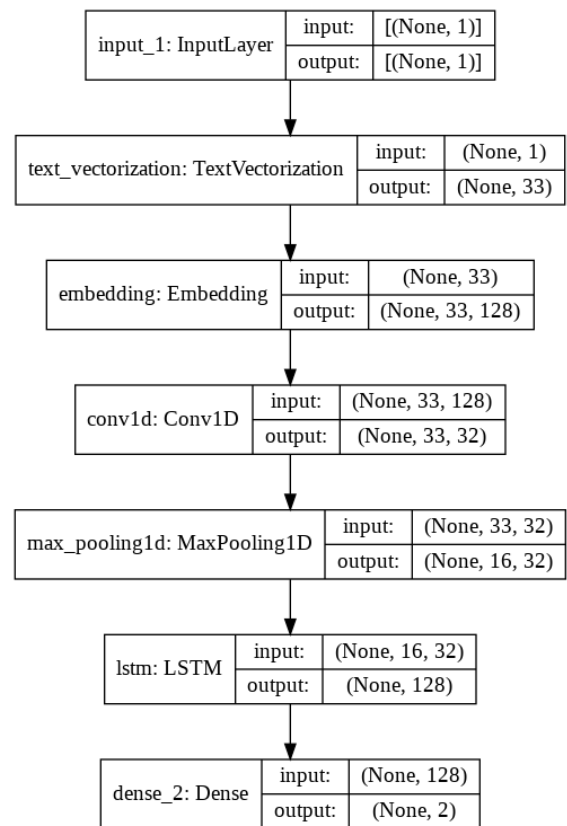 input_1: InputLayer
input: [(None, 1)]
output: [(None, 1)]
text_vectorization: TextVectorization
input: (None, 1)
output: (None, 33)
embedding: Embedding
input: (None, 33)
output: (None, 33, 128)
conv1d: Conv1D
input: (None, 33, 128)
output: (None, 33, 32)
max_pooling1d: MaxPooling1D
input: (None, 33, 32)
output: (None, 16, 32)
lstm: LSTM
input: (None, 16, 32)
output: (None, 128)
dense_2: Dense
input: (None, 128)
output: (None, 2)